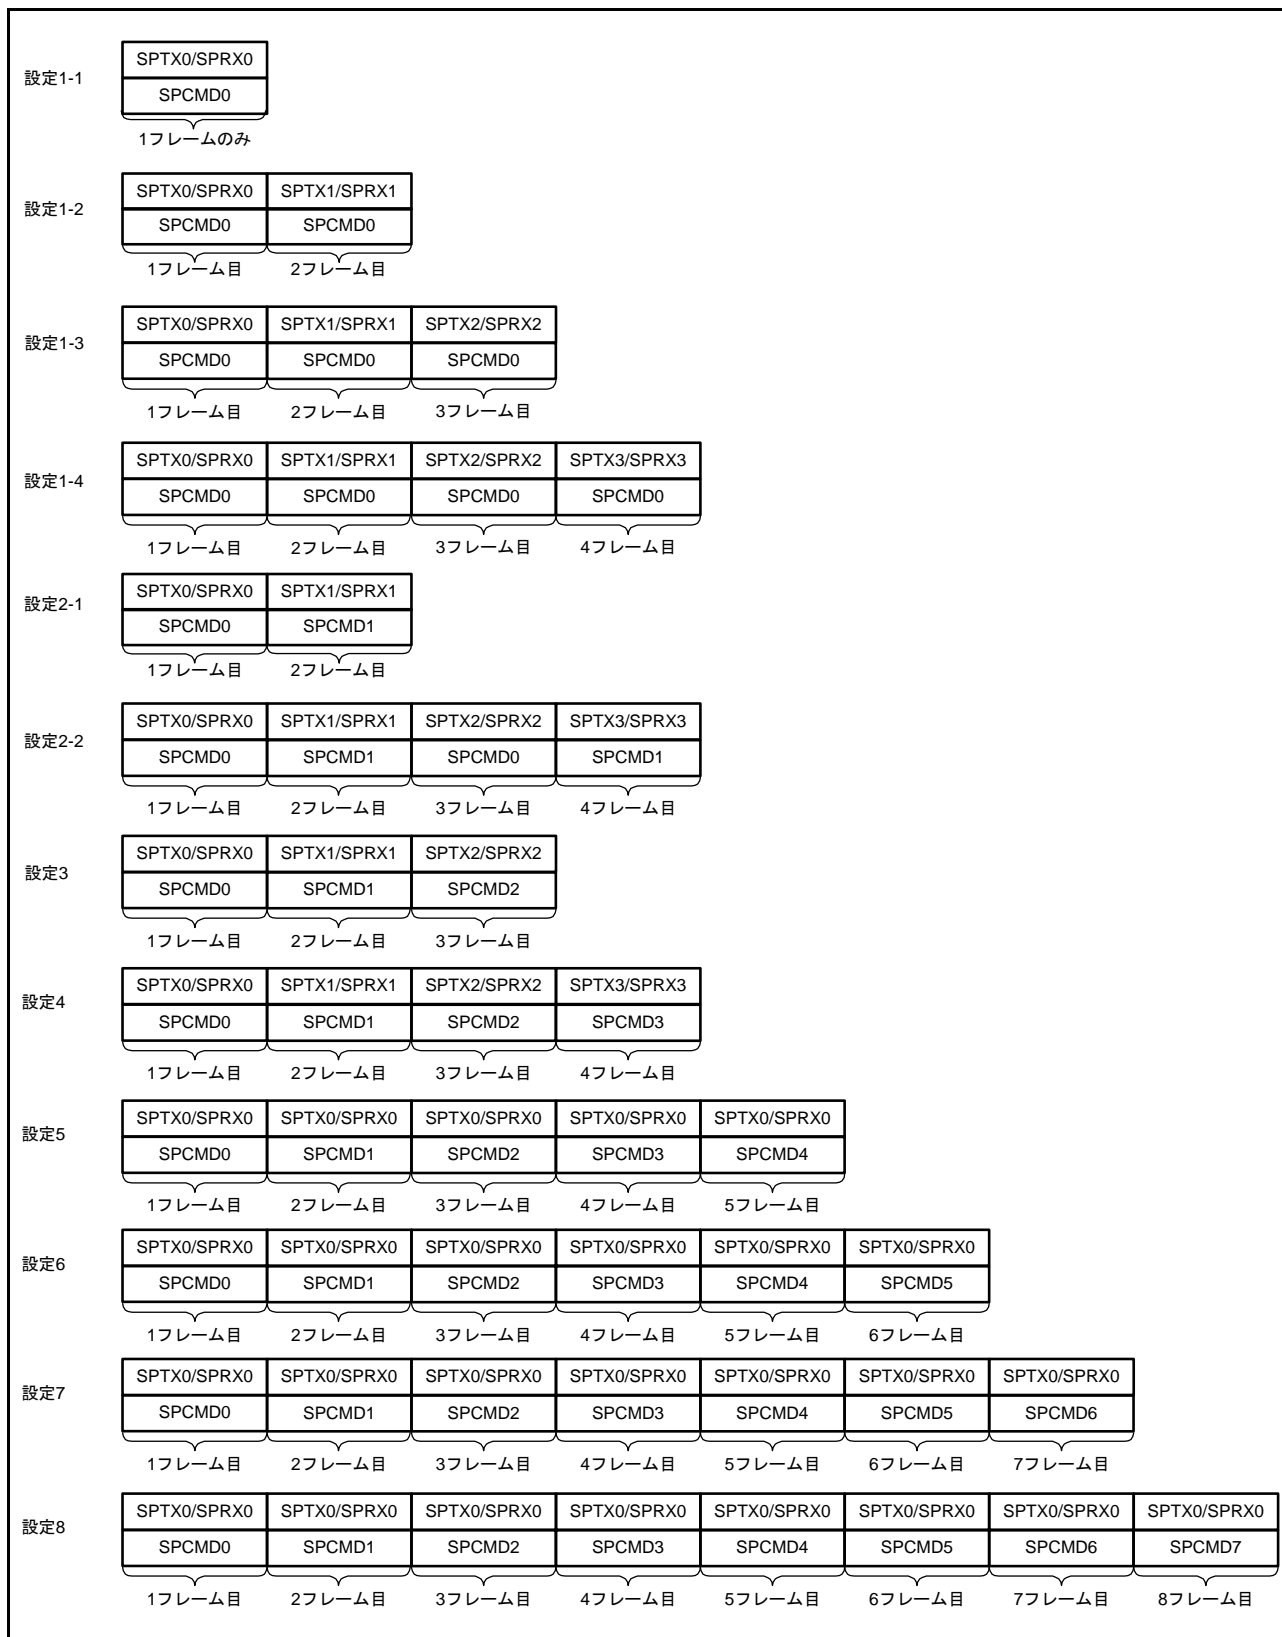 設定1-1
SPTX0/SPRX0
SPCMD0
1フレームのみ
設定1-2
SPTX0/SPRX0 SPTX1/SPRX1
SPCMD0 SPCMD0
1フレーム目 2フレーム目
設定1-3
SPTX0/SPRX0 SPTX1/SPRX1 SPTX2/SPRX2
SPCMD0 SPCMD0 SPCMD0
1フレーム目 2フレーム目 3フレーム目
設定1-4
SPTX0/SPRX0 SPTX1/SPRX1 SPTX2/SPRX2 SPTX3/SPRX3
SPCMD0 SPCMD0 SPCMD0 SPCMD0
1フレーム目 2フレーム目 3フレーム目 4フレーム目
設定2-1
SPTX0/SPRX0 SPTX1/SPRX1
SPCMD0 SPCMD1
1フレーム目 2フレーム目
設定2-2
SPTX0/SPRX0 SPTX1/SPRX1 SPTX2/SPRX2 SPTX3/SPRX3
SPCMD0 SPCMD1 SPCMD0 SPCMD1
1フレーム目 2フレーム目 3フレーム目 4フレーム目
設定3
SPTX0/SPRX0 SPTX1/SPRX1 SPTX2/SPRX2
SPCMD0 SPCMD1 SPCMD2
1フレーム目 2フレーム目 3フレーム目
設定4
SPTX0/SPRX0 SPTX1/SPRX1 SPTX2/SPRX2 SPTX3/SPRX3
SPCMD0 SPCMD1 SPCMD2 SPCMD3
1フレーム目 2フレーム目 3フレーム目 4フレーム目
設定5
SPTX0/SPRX0 SPTX0/SPRX0 SPTX0/SPRX0 SPTX0/SPRX0 SPTX0/SPRX0
SPCMD0 SPCMD1 SPCMD2 SPCMD3 SPCMD4
1フレーム目 2フレーム目 3フレーム目 4フレーム目 5フレーム目
設定6
SPTX0/SPRX0 SPTX0/SPRX0 SPTX0/SPRX0 SPTX0/SPRX0 SPTX0/SPRX0 SPTX0/SPRX0
SPCMD0 SPCMD1 SPCMD2 SPCMD3 SPCMD4 SPCMD5
1フレーム目 2フレーム目 3フレーム目 4フレーム目 5フレーム目 6フレーム目
設定7
SPTX0/SPRX0 SPTX0/SPRX0 SPTX0/SPRX0 SPTX0/SPRX0 SPTX0/SPRX0 SPTX0/SPRX0 SPTX0/SPRX0
SPCMD0 SPCMD1 SPCMD2 SPCMD3 SPCMD4 SPCMD5 SPCMD6
1フレーム目 2フレーム目 3フレーム目 4フレーム目 5フレーム目 6フレーム目 7フレーム目
設定8
SPTX0/SPRX0 SPTX0/SPRX0 SPTX0/SPRX0 SPTX0/SPRX0 SPTX0/SPRX0 SPTX0/SPRX0 SPTX0/SPRX0 SPTX0/SPRX0
SPCMD0 SPCMD1 SPCMD2 SPCMD3 SPCMD4 SPCMD5 SPCMD6 SPCMD7
1フレーム目 2フレーム目 3フレーム目 4フレーム目 5フレーム目 6フレーム目 7フレーム目 8フレーム目